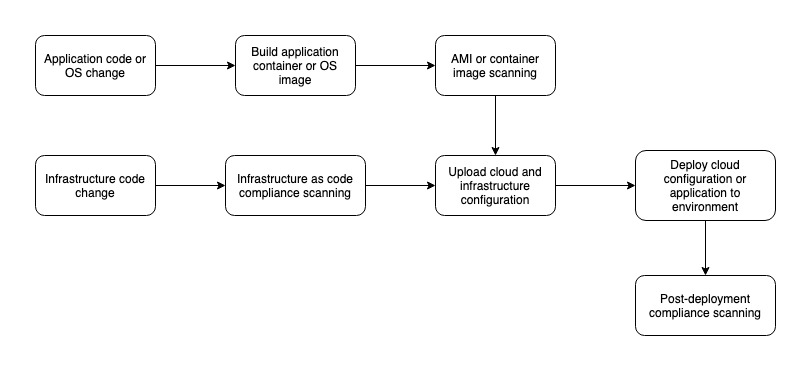 Application code or
OS change
Build application
container or OS
image
AMI or container
image scanning
Infrastructure code
change
Infrastructure as code
compliance scanning
Upload cloud and
infrastructure
configuration
Deploy cloud
configuration or
application to
environment
Post-deployment
compliance scanning